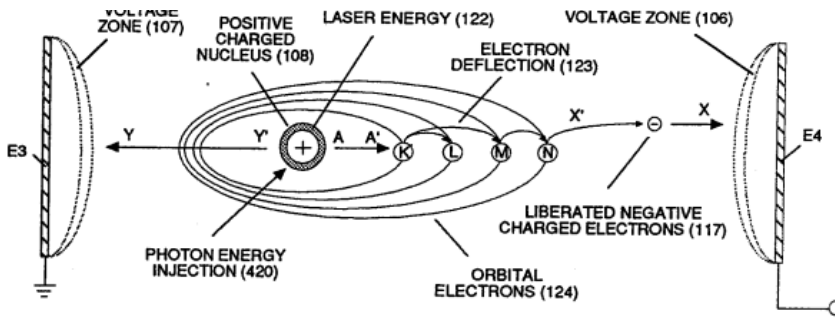 VOLTAGE
ZONE (107)
POSITIVE
CHARGED
NUCLEUS (108)
LASER ENERGY (122)
VOLTAGE ZONE (106)
ELECTRON
DEFLECTION (123)
Y
Y'
A
A'
X'
X
E3
+
K
L
M
N
−
E4
LIBERATED NEGATIVE
CHARGED ELECTRONS (117)
PHOTON ENERGY
INJECTION (420)
ORBITAL
ELECTRONS (124)